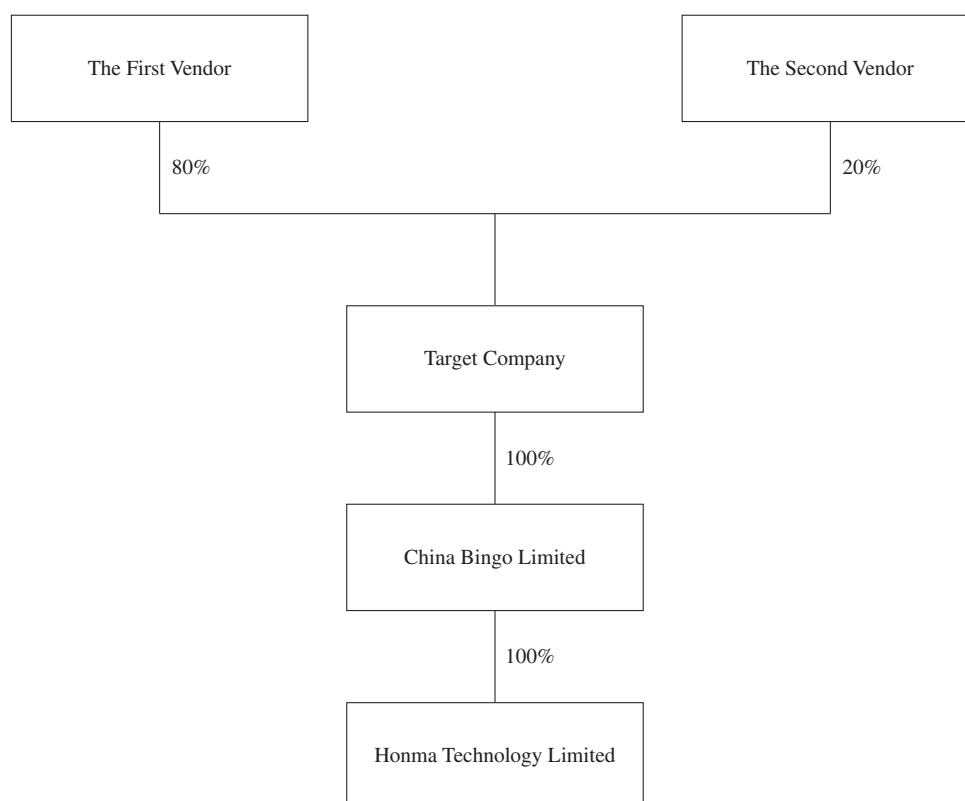 The First Vendor
The Second Vendor
80%
20%
Target Company
100%
China Bingo Limited
100%
Honma Technology Limited